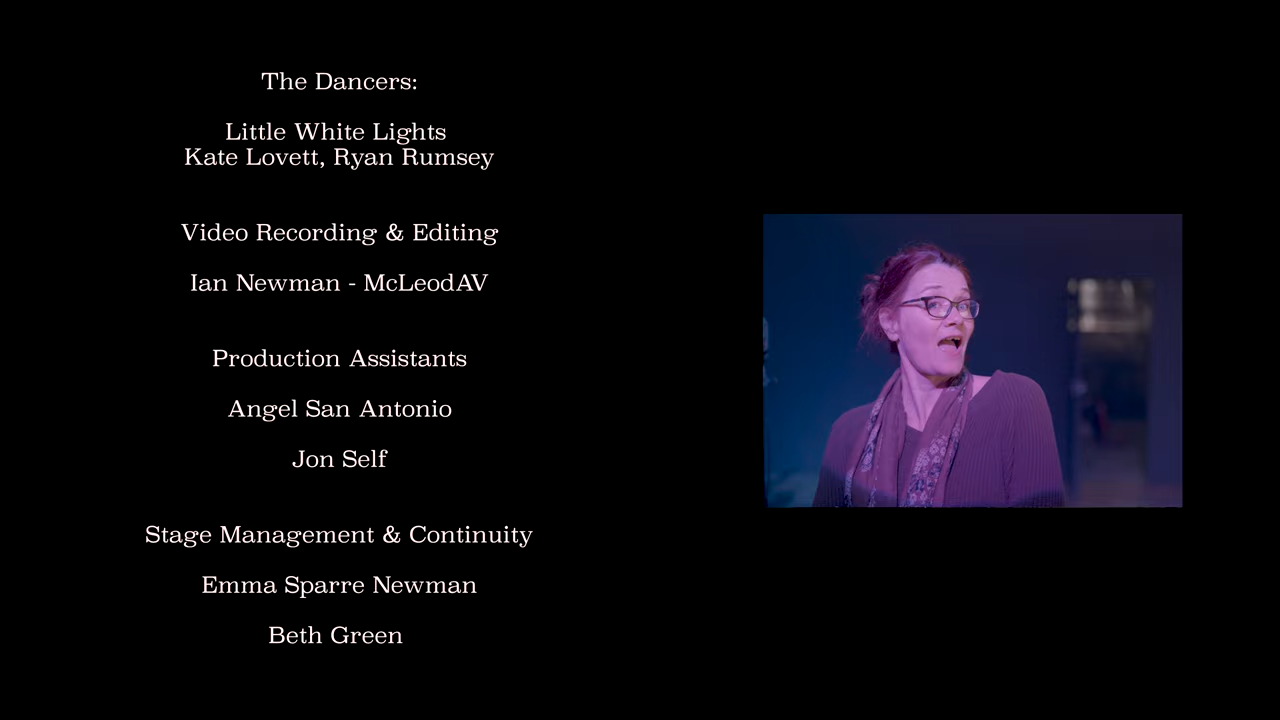 The Dancers:
Little White Lights
Kate Lovett, Ryan Rumsey
Video Recording & Editing
Ian Newman - McLeodAV
Production Assistants
Angel San Antonio
Jon Self
Stage Management & Continuity
Emma Sparre Newman
Beth Green